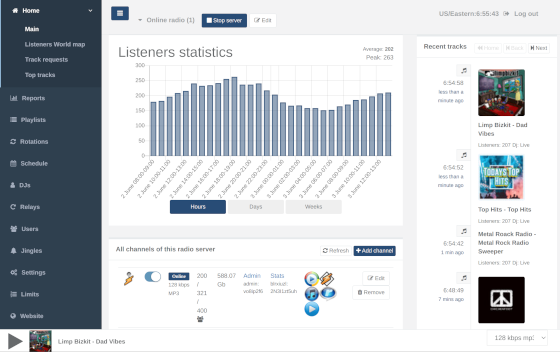 Home
Main
Listeners World map
Track requests
Top tracks
Reports
Playlists
Rotations
Schedule
DJs
Relays
Users
Jingles
Settings
Limits
Website
Online radio (1)
Stop server
Edit
US/Eastern:6:55:43
Log out
Listeners statistics
Average: 262
Peak: 263
300
250
200
150
100
50
0
2 June 08:00-09:00
2 June 10:00-11:00
2 June 12:00-13:00
2 June 14:00-15:00
2 June 16:00-17:00
2 June 18:00-19:00
2 June 20:00-21:00
2 June 22:00-23:00
3 June 00:00-01:00
3 June 02:00-03:00
3 June 04:00-05:00
3 June 06:00-07:00
3 June 08:00-09:00
3 June 10:00-11:00
3 June 12:00-13:00
Hours
Days
Weeks
All channels of this radio server
Refresh
Add channel
Online
128 kbps
MP3
200
/
321
/
400
588.07
Gb
Admin
admin:
Stats
Edit
Remove
Recent tracks
Home
Back
Next
6:54:58
less than a
minute ago
Limp Bizkit - Dad
Vibes
Listeners: 207 Dj: Live
6:54:52
less than a
minute ago
TODAYS TOP
HITS
Top Hits - Top Hits
Listeners: 207 Dj: Live
6:54:42
1 min ago
Metal Roack Radio -
Metal Rock Radio
Sweeper
Listeners: 207 Dj: Live
6:48:49
7 mins ago
Limp Bizkit - Dad Vibes
128 kbps mp3